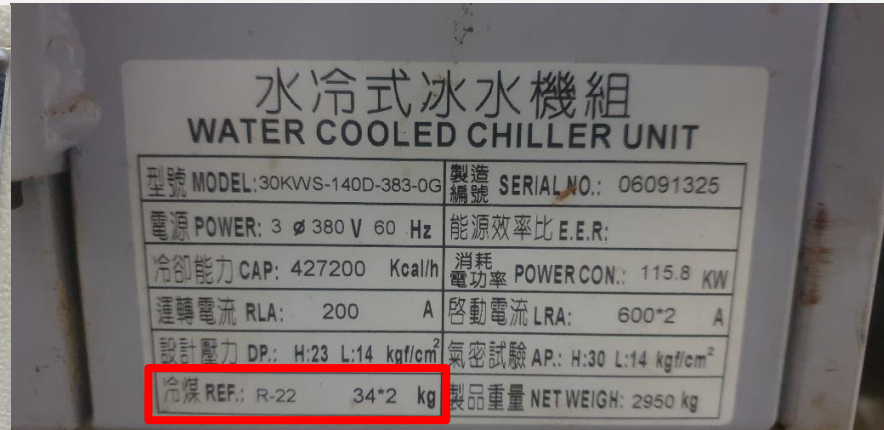 水冷式冰水機組
WATER COOLED CHILLER UNIT
型號 MODEL:30KWS-140D-383-0G 製造編號 SERIAL NO.: 06091325
電源 POWER: 3 ø 380 V 60 Hz 能源效率比 E.E.R:
冷卻能力 CAP: 427200 Kcal/h 消耗電功率 POWER CON.: 115.8 KW
運轉電流 RLA: 200 A 啓動電流 LRA: 600*2 A
設計壓力 DP.: H:23 L:14 kgf/cm² 氣密試驗 AP.: H:30 L:14 kgf/cm²
冷煤 REF.: R-22 34*2 kg 製品重量 NET WEIGH: 2950 kg